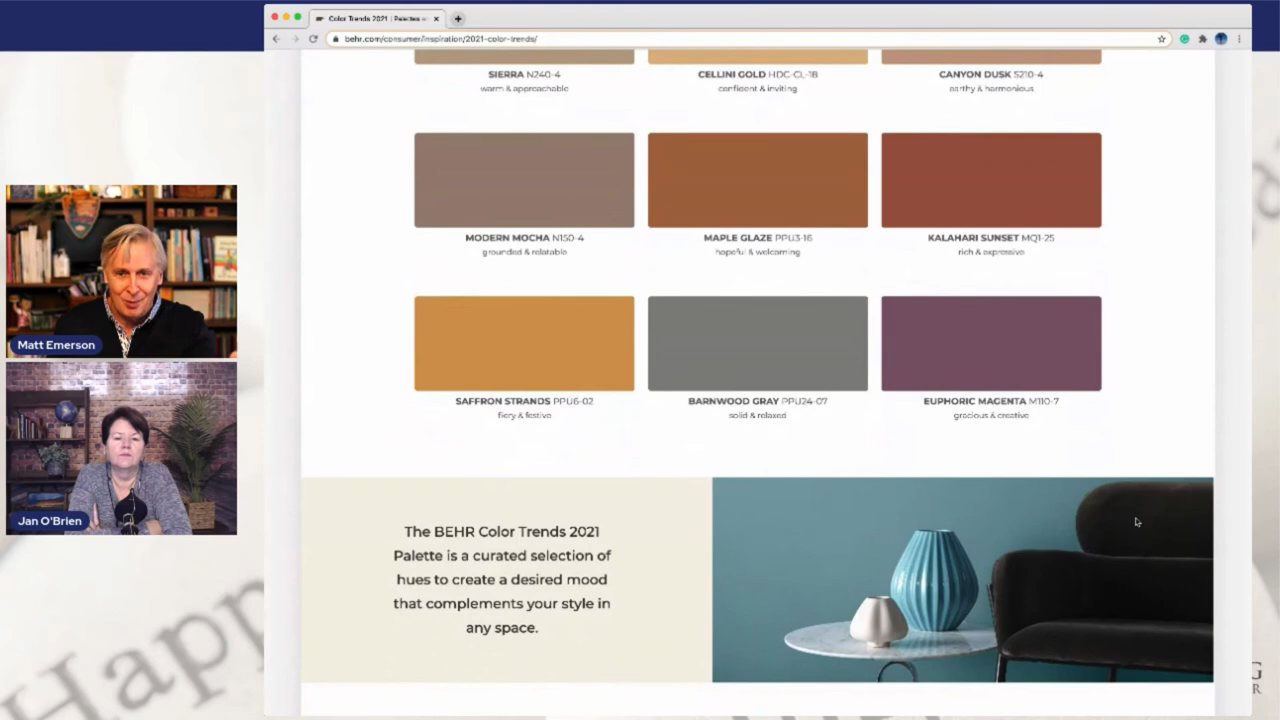 Color Trends 2021 | Palettes
behr.com/consumer/inspiration/2021-color-trends/
SIERRA N240-4
warm & approachable
CELLINI GOLD HDC-CL-18
confident & inviting
CANYON DUSK S210-4
earthy & harmonious
MODERN MOCHA N150-4
grounded & relatable
MAPLE GLAZE PPU3-16
hopeful & welcoming
KALAHARI SUNSET MQ1-25
rich & expressive
SAFFRON STRANDS PPU6-02
fiery & festive
BARNWOOD GRAY PPU24-07
solid & relaxed
EUPHORIC MAGENTA M110-7
gracious & creative
The BEHR Color Trends 2021
Palette is a curated selection of
hues to create a desired mood
that complements your style in
any space.
Matt Emerson
Jan O'Brien
Happ
G
R